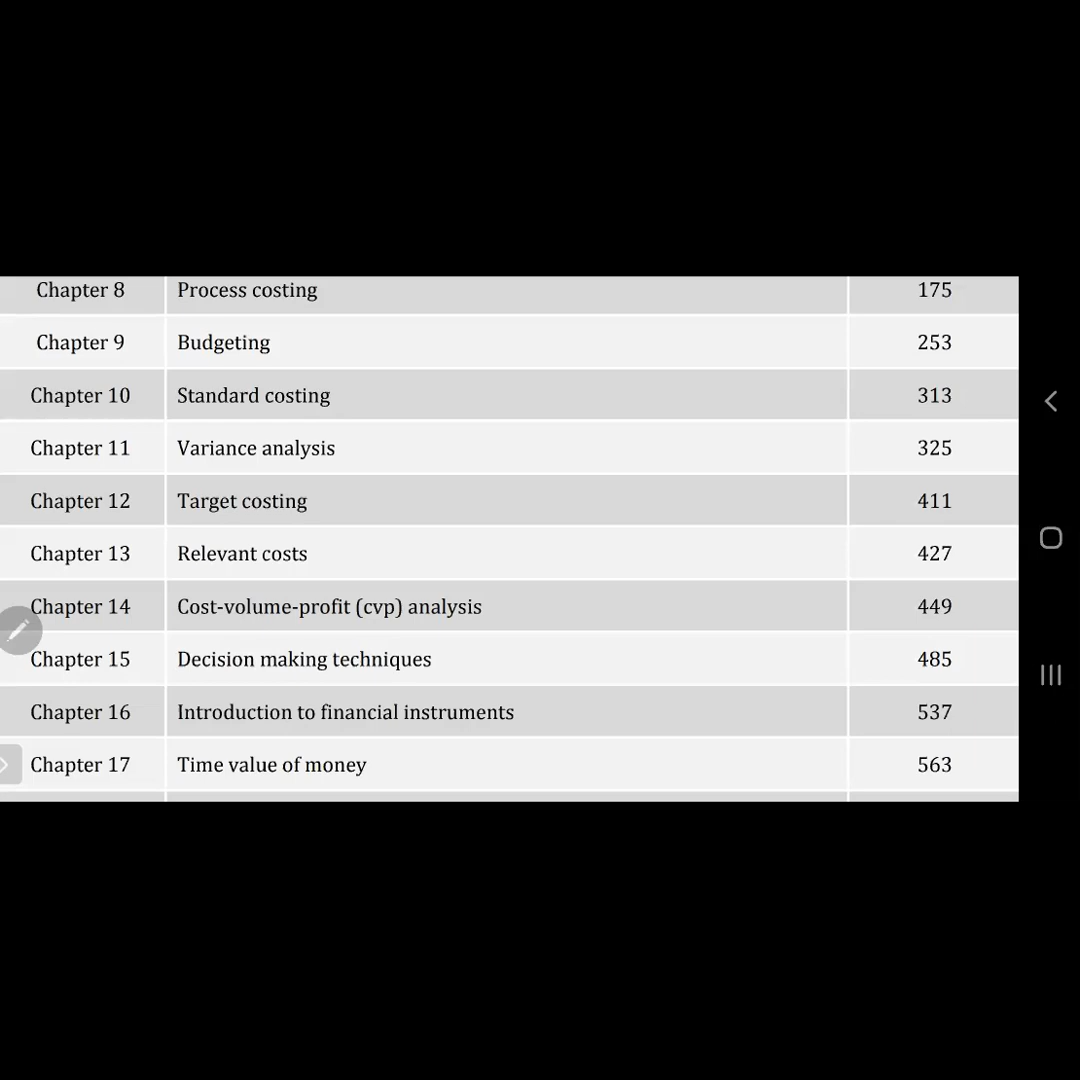 Chapter 8 Process costing 175
Chapter 9 Budgeting 253
Chapter 10 Standard costing 313
Chapter 11 Variance analysis 325
Chapter 12 Target costing 411
Chapter 13 Relevant costs 427
Chapter 14 Cost-volume-profit (cvp) analysis 449
Chapter 15 Decision making techniques 485
Chapter 16 Introduction to financial instruments 537
Chapter 17 Time value of money 563